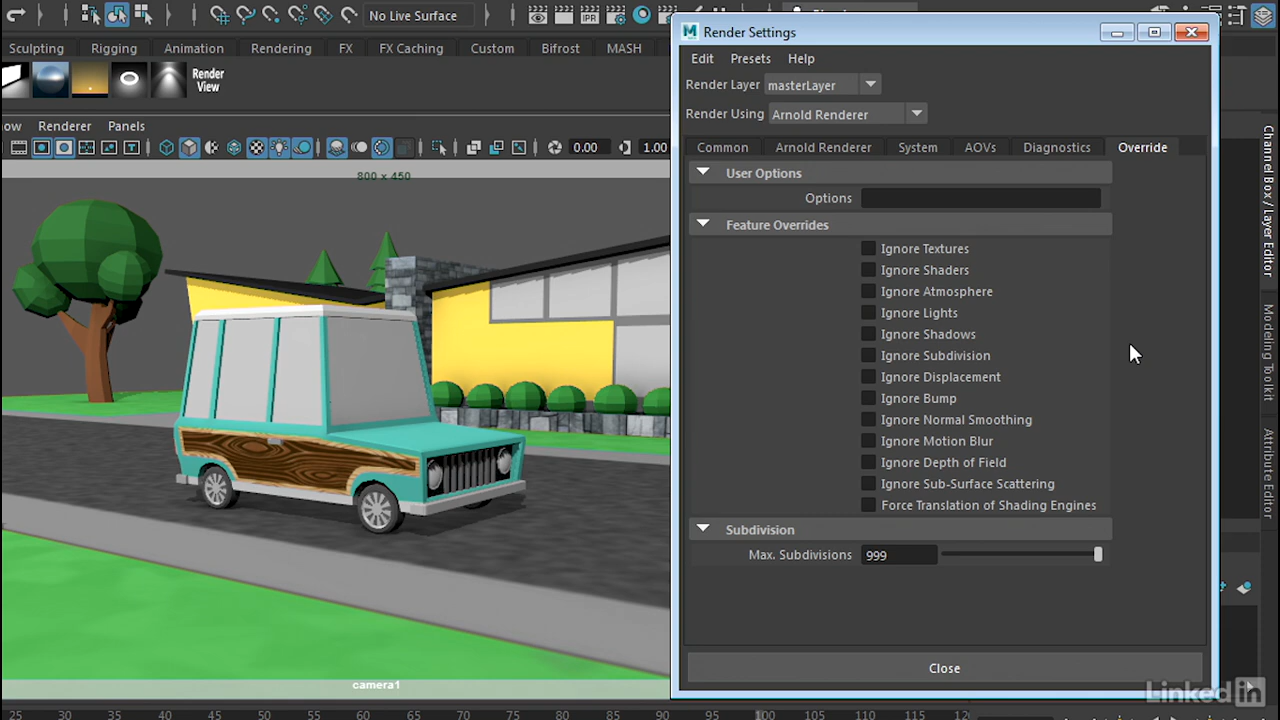 No Live Surface
IPR
Sculpting Rigging Animation Rendering FX FX Caching Custom Bifrost MASH
Render
View
ow Renderer Panels
0.00 1.00
800 x 450
camera1
Render Settings
Edit Presets Help
Render Layer masterLayer
Render Using Arnold Renderer
Common Arnold Renderer System AOVs Diagnostics Override
User Options
Options
Feature Overrides
Ignore Textures
Ignore Shaders
Ignore Atmosphere
Ignore Lights
Ignore Shadows
Ignore Subdivision
Ignore Displacement
Ignore Bump
Ignore Normal Smoothing
Ignore Motion Blur
Ignore Depth of Field
Ignore Sub-Surface Scattering
Force Translation of Shading Engines
Subdivision
Max. Subdivisions 999
Close
Channel Box / Layer Editor
Modeling Toolkit
Attribute Editor
Linked in
25 30 35 40 45 50 55 60 65 70 75 80 85 90 95 100 105 110 115 12